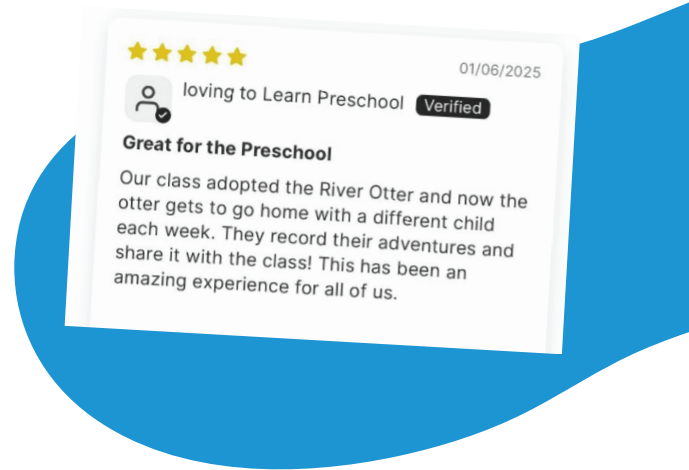 01/06/2025
loving to Learn Preschool Verified
Great for the Preschool
Our class adopted the River Otter and now the
otter gets to go home with a different child
each week. They record their adventures and
share it with the class! This has been an
amazing experience for all of us.